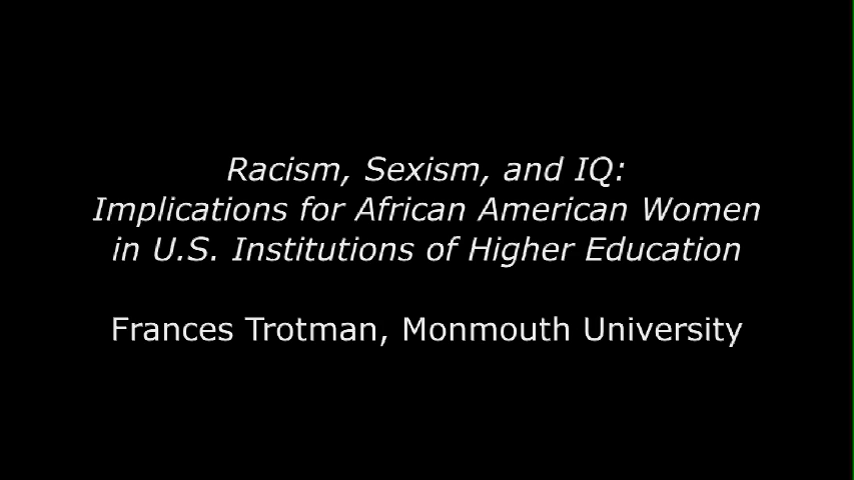 Racism, Sexism, and IQ:
Implications for African American Women
in U.S. Institutions of Higher Education
Frances Trotman, Monmouth University